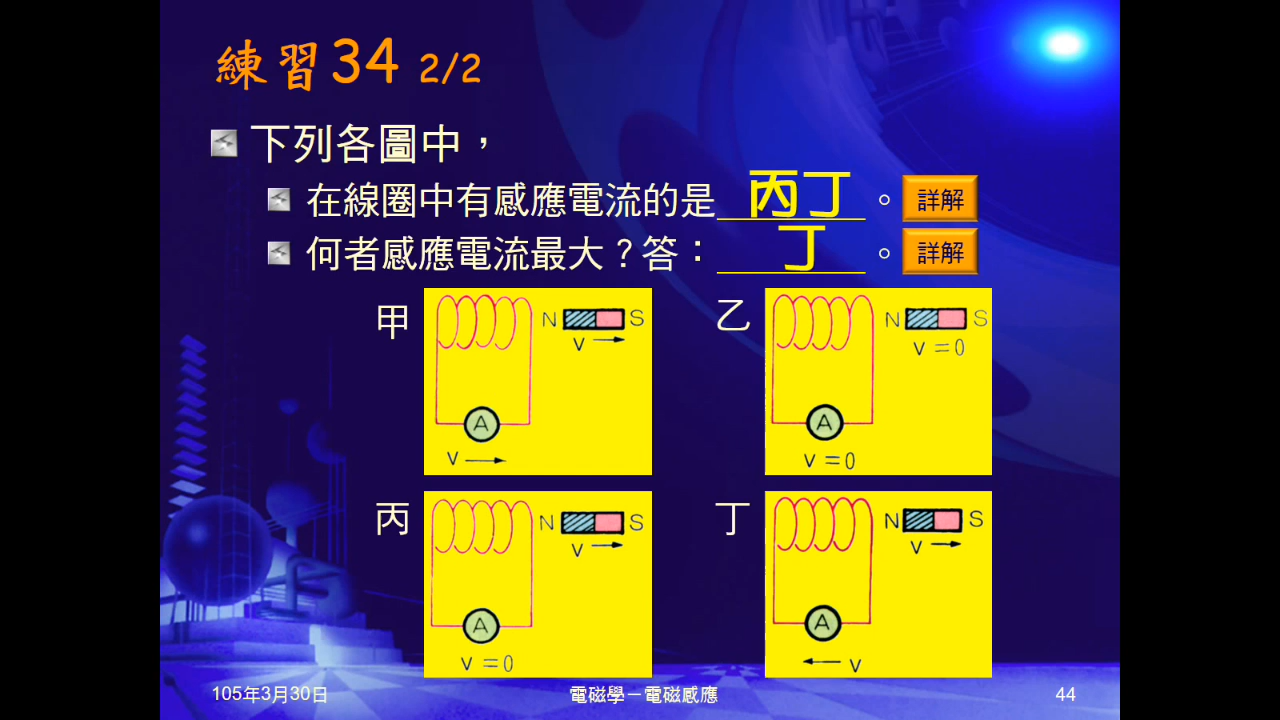 練習34 2/2
下列各圖中，
在線圈中有感應電流的是 丙丁 。 詳解
何者感應電流最大？答： 丁 。 詳解
甲 N S 乙 N S
V V = 0
A A
V V = 0
丙 N S 丁 N S
V V
A A
V = 0 V
105年3月30日 電磁學－電磁感應 44